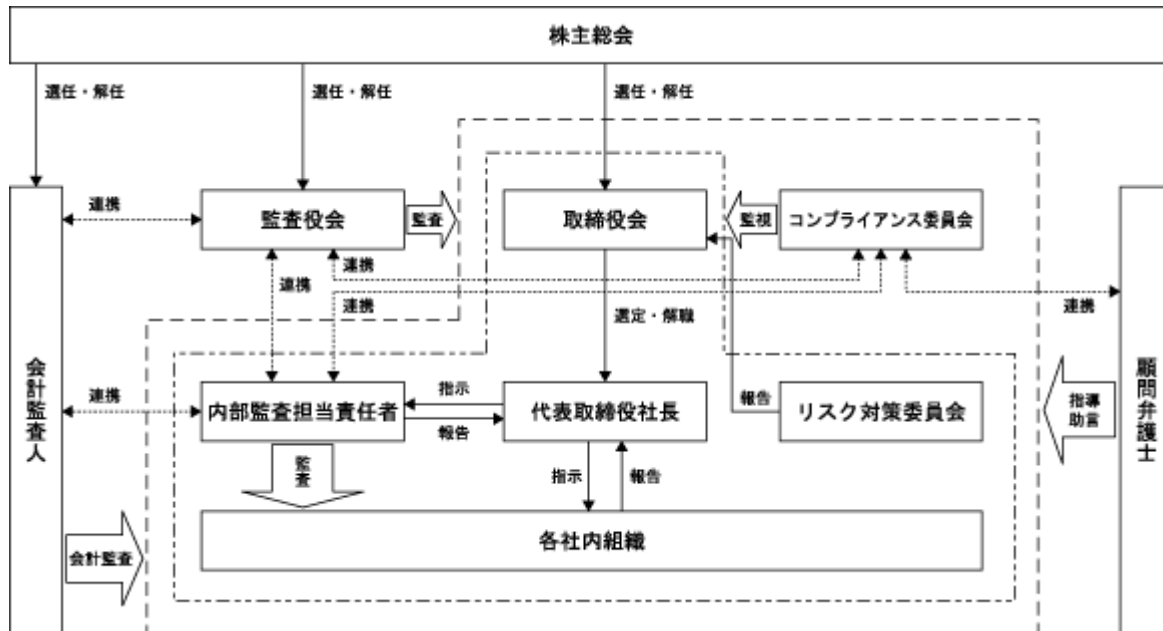 株主総会
選任・解任
選任・解任
選任・解任
連携
監査役会
監査
取締役会
監視
コンプライアンス委員会
連携
連携
連携
選定・解職
連携
会計監査人
連携
内部監査担当責任者
指示
報告
代表取締役社長
報告
リスク対策委員会
指導
助言
顧問弁護士
監査
指示
報告
各社内組織
会計監査